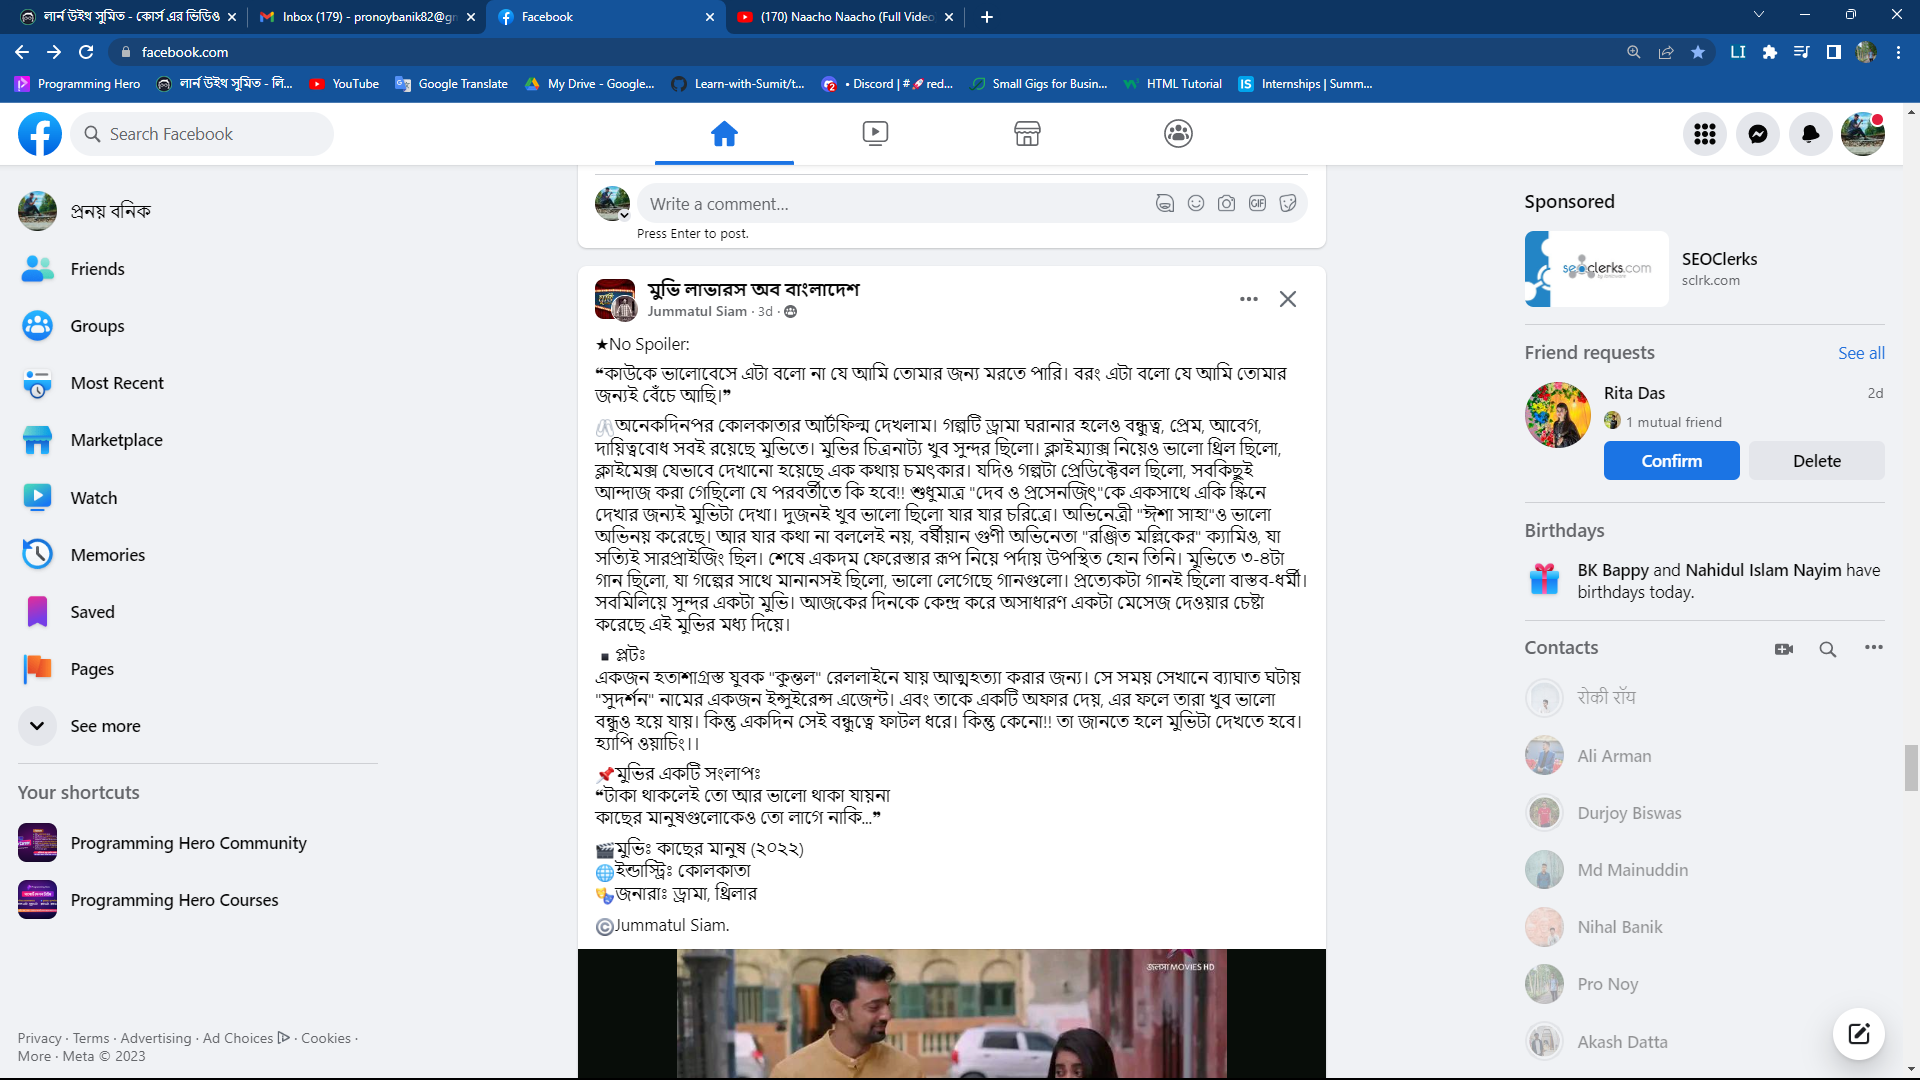 লার্ন উইথ সুমিত - কোর্স এর ভিডিও
Inbox (179) - pronoybanik82@gm
Facebook
(170) Naacho Naacho (Full Video
facebook.com
Programming Hero
লার্ন উইথ সুমিত - লি...
YouTube
Google Translate
My Drive - Google...
Learn-with-Sumit/t...
• Discord | #🚀red...
Small Gigs for Busin...
HTML Tutorial
Internships | Summ...
Search Facebook
প্রনয় বনিক
Friends
Groups
Most Recent
Marketplace
Watch
Memories
Saved
Pages
See more
Your shortcuts
Programming Hero Community
Programming Hero Courses
Privacy · Terms · Advertising · Ad Choices · Cookies ·
More · Meta © 2023
Write a comment...
GIF
Press Enter to post.
মুভি লাভারস অব বাংলাদেশ
Jummatul Siam · 3d ·
★No Spoiler:
❝কাউকে ভালোবেসে এটা বলো না যে আমি তোমার জন্য মরতে পারি। বরং এটা বলো যে আমি তোমার
জন্যই বেঁচে আছি।❞
অনেকদিনপর কোলকাতার আর্টফিল্ম দেখলাম। গল্পটি ড্রামা ঘরানার হলেও বন্ধুত্ব, প্রেম, আবেগ,
দায়িত্ববোধ সবই রয়েছে মুভিতে। মুভির চিত্রনাট্য খুব সুন্দর ছিলো। ক্লাইম্যাক্স নিয়েও ভালো থ্রিল ছিলো,
ক্লাইমেক্স যেভাবে দেখানো হয়েছে এক কথায় চমৎকার। যদিও গল্পটা প্রেডিক্টেবল ছিলো, সবকিছুই
আন্দাজ করা গেছিলো যে পরবর্তীতে কি হবে!! শুধুমাত্র "দেব ও প্রসেনজিৎ"কে একসাথে একি স্কিনে
দেখার জন্যই মুভিটা দেখা। দুজনই খুব ভালো ছিলো যার যার চরিত্রে। অভিনেত্রী "ঈশা সাহা"ও ভালো
অভিনয় করেছে। আর যার কথা না বললেই নয়, বর্ষীয়ান গুণী অভিনেতা "রঞ্জিত মল্লিকের" ক্যামিও, যা
সত্যিই সারপ্রাইজিং ছিল। শেষে একদম ফেরেস্তার রূপ নিয়ে পর্দায় উপস্থিত হোন তিনি। মুভিতে ৩-৪টা
গান ছিলো, যা গল্পের সাথে মানানসই ছিলো, ভালো লেগেছে গানগুলো। প্রত্যেকটা গানই ছিলো বাস্তব-ধর্মী।
সবমিলিয়ে সুন্দর একটা মুভি। আজকের দিনকে কেন্দ্র করে অসাধারণ একটা মেসেজ দেওয়ার চেষ্টা
করেছে এই মুভির মধ্য দিয়ে।
▪️প্লটঃ
একজন হতাশাগ্রস্ত যুবক "কুন্তল" রেললাইনে যায় আত্মহত্যা করার জন্য। সে সময় সেখানে ব্যাঘাত ঘটায়
"সুদর্শন" নামের একজন ইন্সুইরেন্স এজেন্ট। এবং তাকে একটি অফার দেয়, এর ফলে তারা খুব ভালো
বন্ধুও হয়ে যায়। কিন্তু একদিন সেই বন্ধুত্বে ফাটল ধরে। কিন্তু কেনো!! তা জানতে হলে মুভিটা দেখতে হবে।
হ্যাপি ওয়াচিং।।
📌মুভির একটি সংলাপঃ
❝টাকা থাকলেই তো আর ভালো থাকা যায়না
কাছের মানুষগুলোকেও তো লাগে নাকি...❞
🎬মুভিঃ কাছের মানুষ (২০২২)
🌐ইন্ডাস্ট্রিঃ কোলকাতা
🎭জনারাঃ ড্রামা, থ্রিলার
©Jummatul Siam.
জলসা MOVIES HD
Sponsored
seoclerks.com
SEOClerks
sclrk.com
Friend requests
See all
Rita Das
2d
1 mutual friend
Confirm
Delete
Birthdays
BK Bappy and Nahidul Islam Nayim have
birthdays today.
Contacts
रोकी रॉय
Ali Arman
Durjoy Biswas
Md Mainuddin
Nihal Banik
Pro Noy
Akash Datta